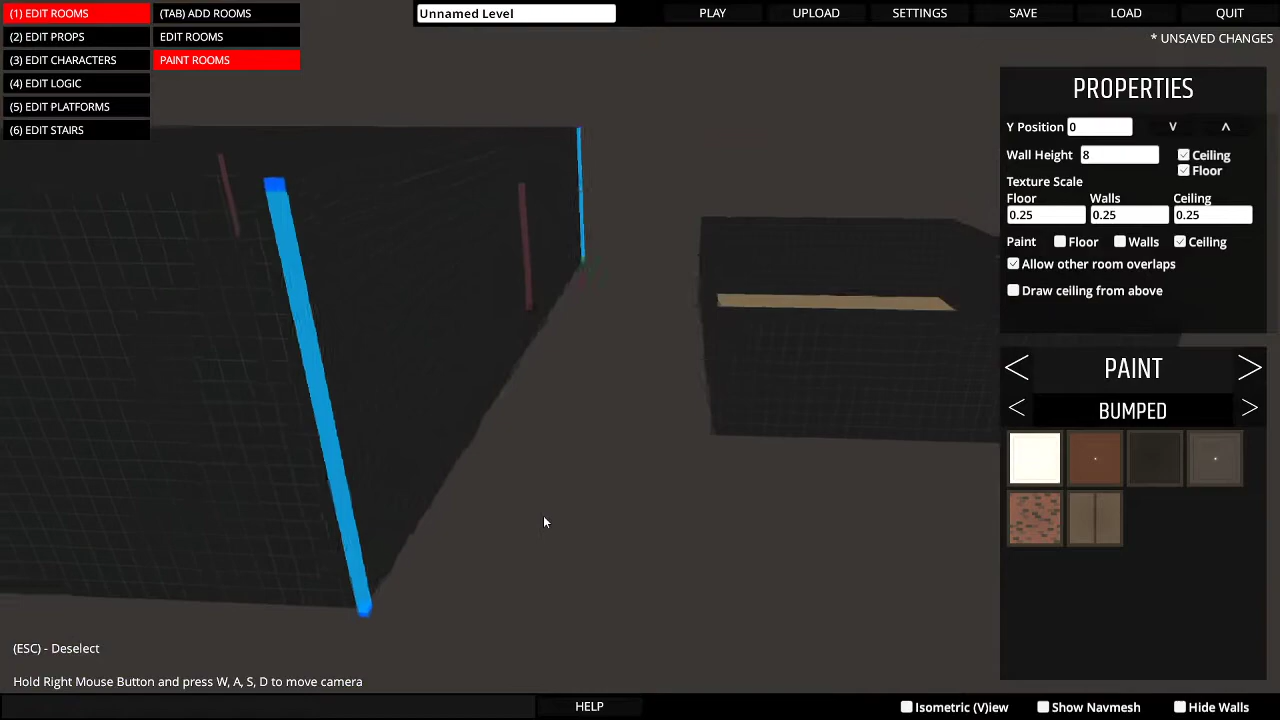 (1) EDIT ROOMS
(2) EDIT PROPS
(3) EDIT CHARACTERS
(4) EDIT LOGIC
(5) EDIT PLATFORMS
(6) EDIT STAIRS
(TAB) ADD ROOMS
EDIT ROOMS
PAINT ROOMS
Unnamed Level
PLAY
UPLOAD
SETTINGS
SAVE
LOAD
QUIT
* UNSAVED CHANGES
PROPERTIES
Y Position 0 V ʌ
Wall Height 8
Ceiling
Floor
Texture Scale
Floor Walls Ceiling
0.25 0.25 0.25
Paint Floor Walls Ceiling
Allow other room overlaps
Draw ceiling from above
< PAINT >
< BUMPED >
(ESC) - Deselect
Hold Right Mouse Button and press W, A, S, D to move camera
HELP
Isometric (V)iew
Show Navmesh
Hide Walls